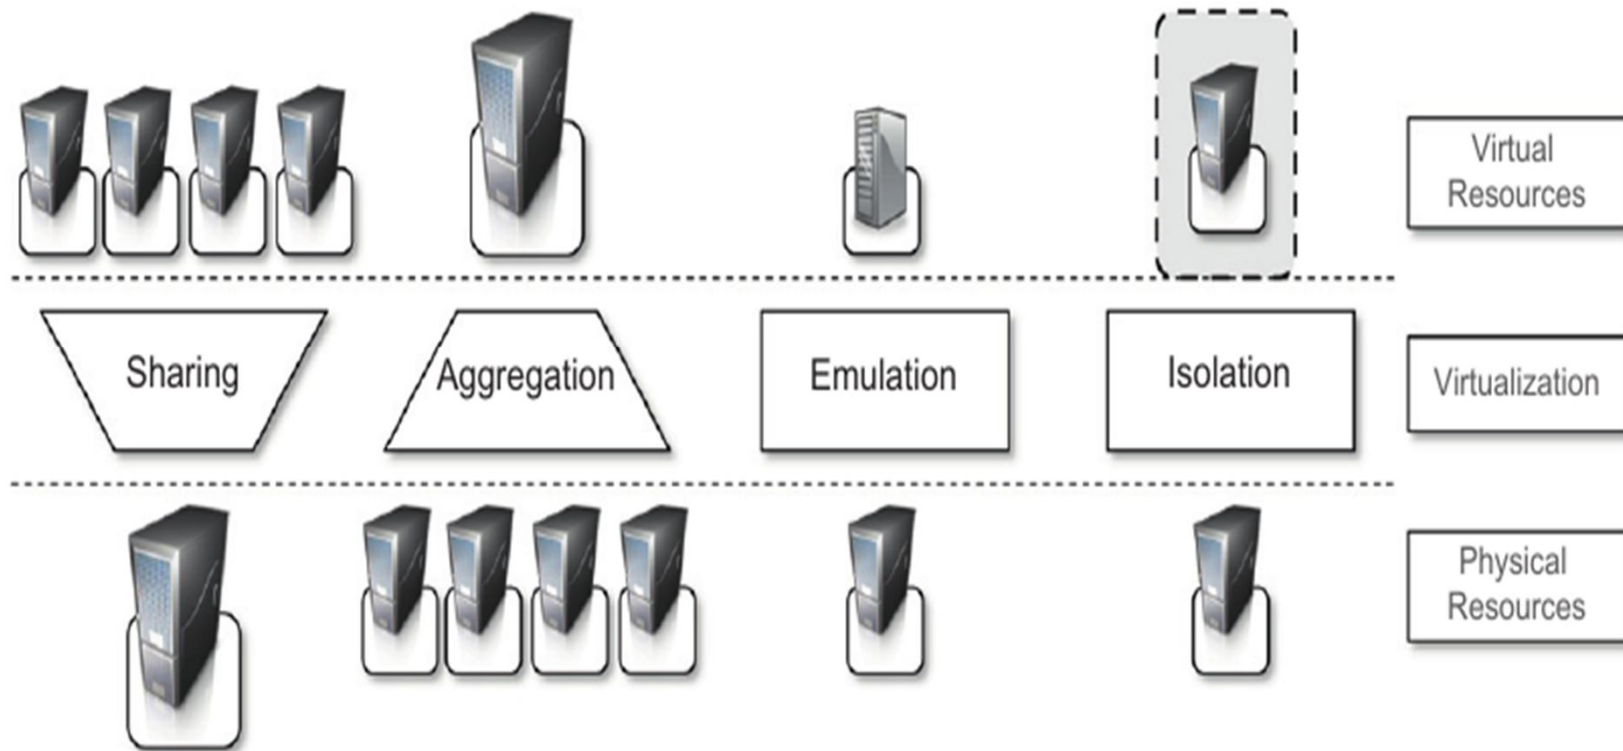 Virtual
Resources
Sharing
Aggregation
Emulation
Isolation
Virtualization
Physical
Resources